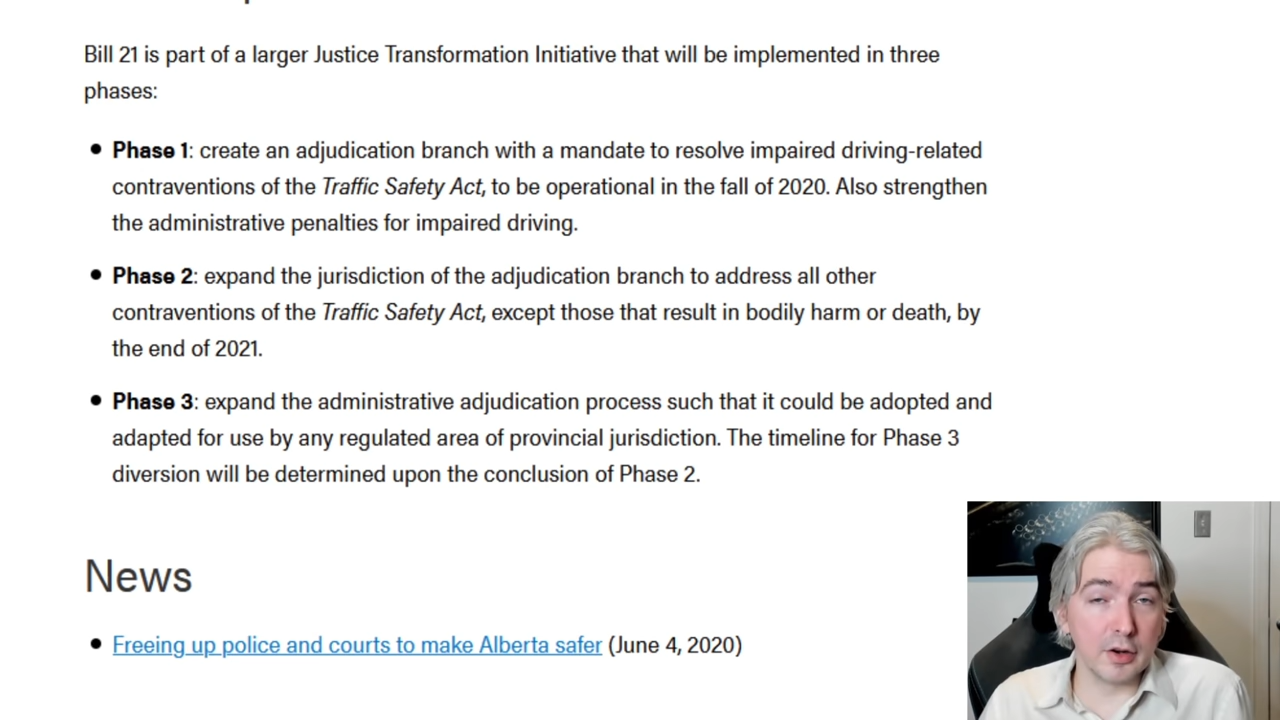 Bill 21 is part of a larger Justice Transformation Initiative that will be implemented in three
phases:
• Phase 1: create an adjudication branch with a mandate to resolve impaired driving-related
contraventions of the Traffic Safety Act, to be operational in the fall of 2020. Also strengthen
the administrative penalties for impaired driving.
• Phase 2: expand the jurisdiction of the adjudication branch to address all other
contraventions of the Traffic Safety Act, except those that result in bodily harm or death, by
the end of 2021.
• Phase 3: expand the administrative adjudication process such that it could be adopted and
adapted for use by any regulated area of provincial jurisdiction. The timeline for Phase 3
diversion will be determined upon the conclusion of Phase 2.
News
• Freeing up police and courts to make Alberta safer (June 4, 2020)